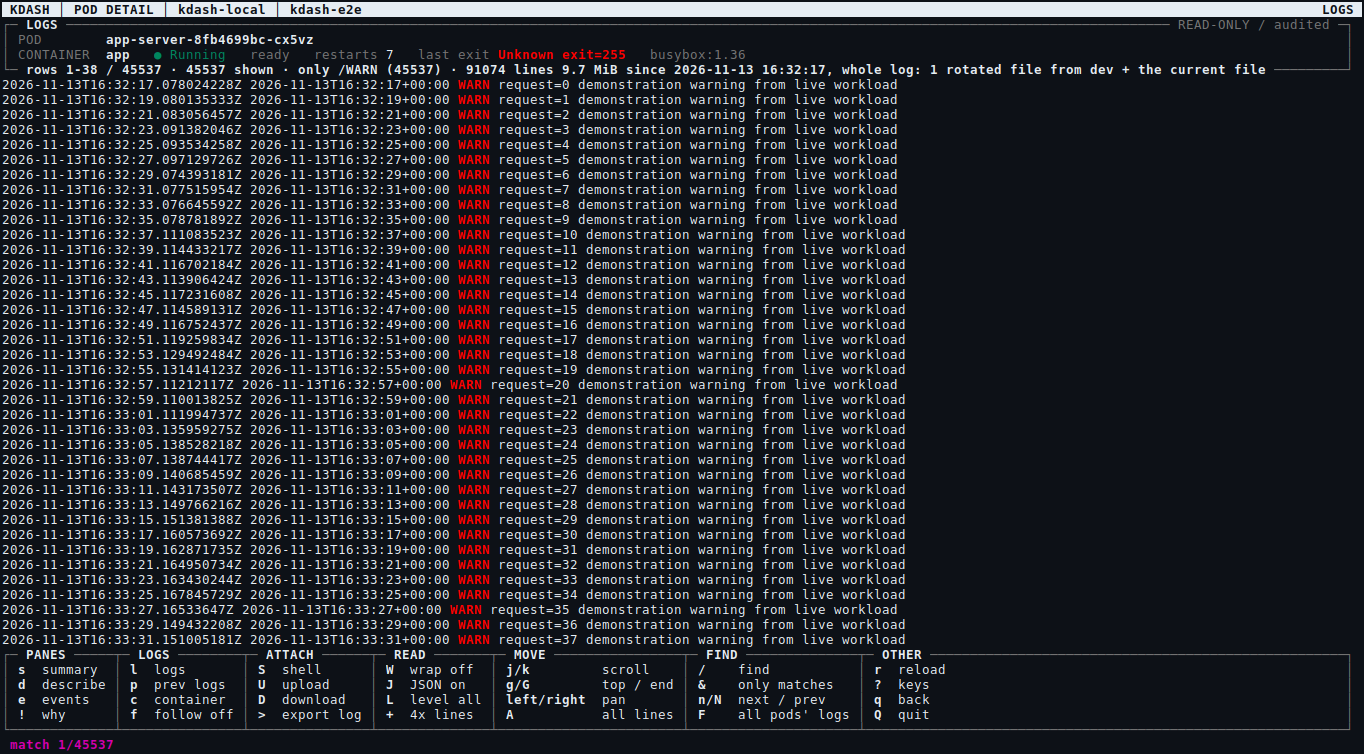 KDASH │ POD DETAIL │ kdash-local │ kdash-e2e LOGS
LOGS READ-ONLY / audited
POD app-server-8fb4699bc-cx5vz
CONTAINER app ● Running ready restarts 7 last exit Unknown exit=255 busybox:1.36
rows 1-38 / 45537 · 45537 shown · only /WARN (45537) · 91074 lines 9.7 MiB since 2026-11-13 16:32:17, whole log: 1 rotated file from dev + the current file
2026-11-13T16:32:17.078024228Z 2026-11-13T16:32:17+00:00 WARN request=0 demonstration warning from live workload
2026-11-13T16:32:19.080135333Z 2026-11-13T16:32:19+00:00 WARN request=1 demonstration warning from live workload
2026-11-13T16:32:21.083056457Z 2026-11-13T16:32:21+00:00 WARN request=2 demonstration warning from live workload
2026-11-13T16:32:23.091382046Z 2026-11-13T16:32:23+00:00 WARN request=3 demonstration warning from live workload
2026-11-13T16:32:25.093534258Z 2026-11-13T16:32:25+00:00 WARN request=4 demonstration warning from live workload
2026-11-13T16:32:27.097129726Z 2026-11-13T16:32:27+00:00 WARN request=5 demonstration warning from live workload
2026-11-13T16:32:29.074393181Z 2026-11-13T16:32:29+00:00 WARN request=6 demonstration warning from live workload
2026-11-13T16:32:31.077515954Z 2026-11-13T16:32:31+00:00 WARN request=7 demonstration warning from live workload
2026-11-13T16:32:33.076645592Z 2026-11-13T16:32:33+00:00 WARN request=8 demonstration warning from live workload
2026-11-13T16:32:35.078781892Z 2026-11-13T16:32:35+00:00 WARN request=9 demonstration warning from live workload
2026-11-13T16:32:37.111083523Z 2026-11-13T16:32:37+00:00 WARN request=10 demonstration warning from live workload
2026-11-13T16:32:39.114433217Z 2026-11-13T16:32:39+00:00 WARN request=11 demonstration warning from live workload
2026-11-13T16:32:41.116702184Z 2026-11-13T16:32:41+00:00 WARN request=12 demonstration warning from live workload
2026-11-13T16:32:43.113906424Z 2026-11-13T16:32:43+00:00 WARN request=13 demonstration warning from live workload
2026-11-13T16:32:45.117231608Z 2026-11-13T16:32:45+00:00 WARN request=14 demonstration warning from live workload
2026-11-13T16:32:47.114589131Z 2026-11-13T16:32:47+00:00 WARN request=15 demonstration warning from live workload
2026-11-13T16:32:49.116752437Z 2026-11-13T16:32:49+00:00 WARN request=16 demonstration warning from live workload
2026-11-13T16:32:51.119259834Z 2026-11-13T16:32:51+00:00 WARN request=17 demonstration warning from live workload
2026-11-13T16:32:53.129492484Z 2026-11-13T16:32:53+00:00 WARN request=18 demonstration warning from live workload
2026-11-13T16:32:55.131414123Z 2026-11-13T16:32:55+00:00 WARN request=19 demonstration warning from live workload
2026-11-13T16:32:57.11212117Z 2026-11-13T16:32:57+00:00 WARN request=20 demonstration warning from live workload
2026-11-13T16:32:59.110013825Z 2026-11-13T16:32:59+00:00 WARN request=21 demonstration warning from live workload
2026-11-13T16:33:01.111994737Z 2026-11-13T16:33:01+00:00 WARN request=22 demonstration warning from live workload
2026-11-13T16:33:03.135959275Z 2026-11-13T16:33:03+00:00 WARN request=23 demonstration warning from live workload
2026-11-13T16:33:05.138528218Z 2026-11-13T16:33:05+00:00 WARN request=24 demonstration warning from live workload
2026-11-13T16:33:07.138744417Z 2026-11-13T16:33:07+00:00 WARN request=25 demonstration warning from live workload
2026-11-13T16:33:09.140685459Z 2026-11-13T16:33:09+00:00 WARN request=26 demonstration warning from live workload
2026-11-13T16:33:11.143173507Z 2026-11-13T16:33:11+00:00 WARN request=27 demonstration warning from live workload
2026-11-13T16:33:13.149766216Z 2026-11-13T16:33:13+00:00 WARN request=28 demonstration warning from live workload
2026-11-13T16:33:15.151381388Z 2026-11-13T16:33:15+00:00 WARN request=29 demonstration warning from live workload
2026-11-13T16:33:17.160573692Z 2026-11-13T16:33:17+00:00 WARN request=30 demonstration warning from live workload
2026-11-13T16:33:19.162871735Z 2026-11-13T16:33:19+00:00 WARN request=31 demonstration warning from live workload
2026-11-13T16:33:21.164950734Z 2026-11-13T16:33:21+00:00 WARN request=32 demonstration warning from live workload
2026-11-13T16:33:23.163430244Z 2026-11-13T16:33:23+00:00 WARN request=33 demonstration warning from live workload
2026-11-13T16:33:25.167845729Z 2026-11-13T16:33:25+00:00 WARN request=34 demonstration warning from live workload
2026-11-13T16:33:27.16533647Z 2026-11-13T16:33:27+00:00 WARN request=35 demonstration warning from live workload
2026-11-13T16:33:29.149432208Z 2026-11-13T16:33:29+00:00 WARN request=36 demonstration warning from live workload
2026-11-13T16:33:31.151005181Z 2026-11-13T16:33:31+00:00 WARN request=37 demonstration warning from live workload
PANES LOGS ATTACH READ MOVE FIND OTHER
s summary l logs S shell W wrap off j/k scroll / find r reload
d describe p prev logs U upload J JSON on g/G top / end & only matches ? keys
e events c container D download L level all left/right pan n/N next / prev q back
! why f follow off > export log + 4x lines A all lines F all pods' logs Q quit
match 1/45537